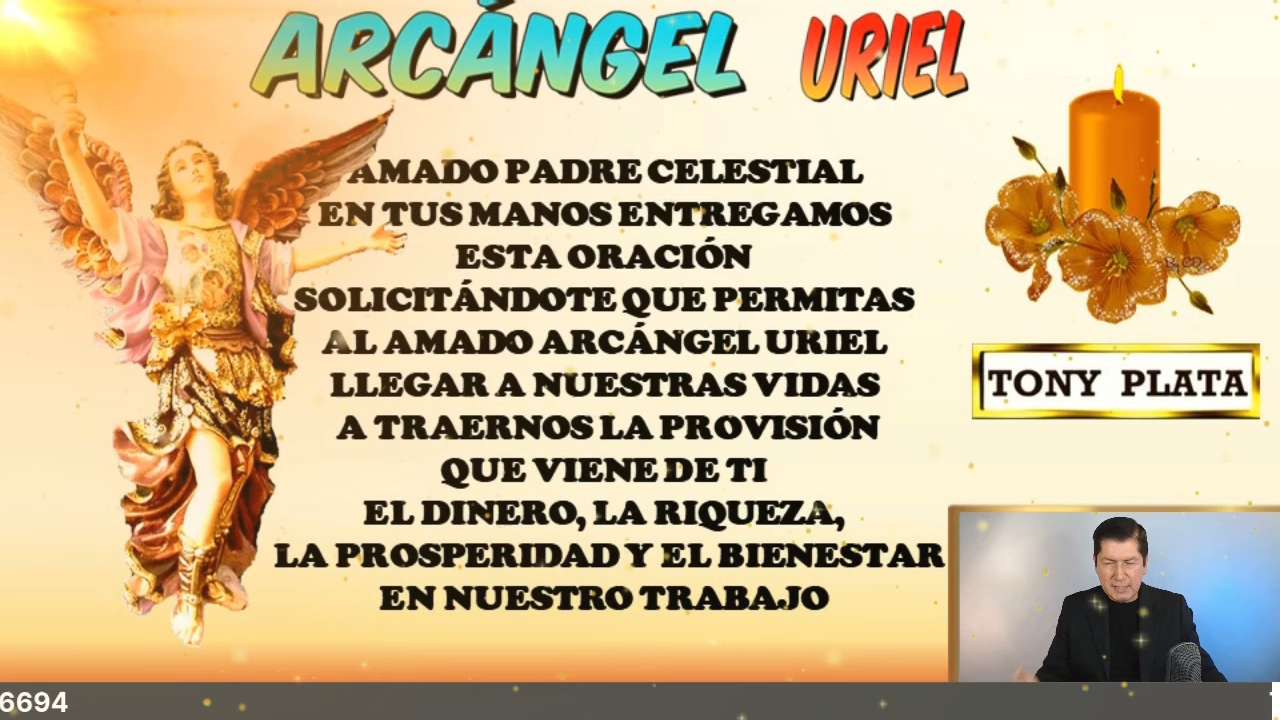 ARCÁNGEL URIEL
AMADO PADRE CELESTIAL
EN TUS MANOS ENTREGAMOS
ESTA ORACIÓN
SOLICITÁNDOTE QUE PERMITAS
AL AMADO ARCÁNGEL URIEL
LLEGAR A NUESTRAS VIDAS
A TRAERNOS LA PROVISIÓN
QUE VIENE DE TI
EL DINERO, LA RIQUEZA,
LA PROSPERIDAD Y EL BIENESTAR
EN NUESTRO TRABAJO
TONY PLATA
6694